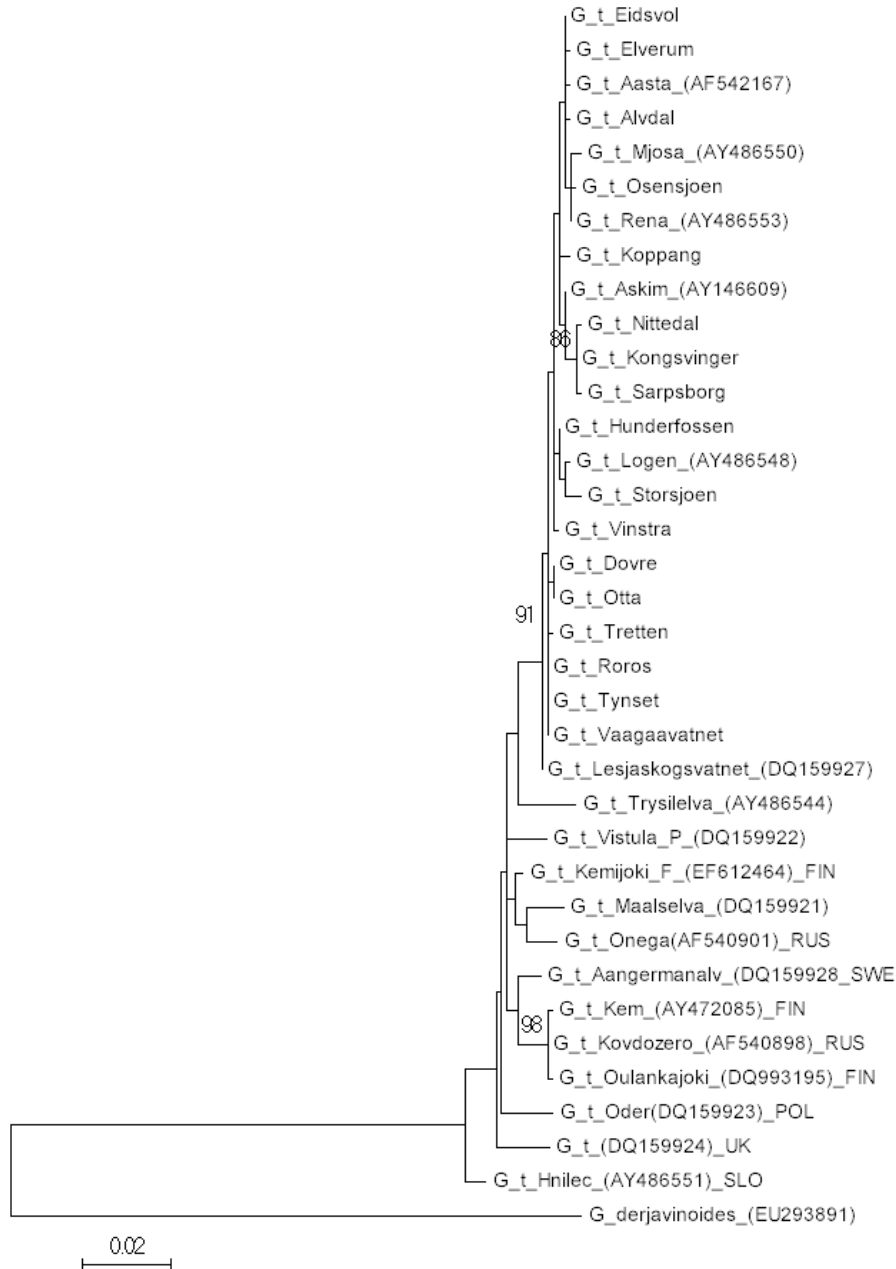 G_t_Eidsvol
G_t_Elverum
G_t_Aasta_(AF542167)
G_t_Alvdal
G_t_Mjosa_(AY486550)
G_t_Osensjoen
G_t_Rena_(AY486553)
G_t_Koppang
G_t_Askim_(AY146609)
G_t_Nittedal
86
G_t_Kongsvinger
G_t_Sarpsborg
G_t_Hunderfossen
G_t_Logen_(AY486548)
G_t_Storsjoen
G_t_Vinstra
G_t_Dovre
G_t_Otta
91
G_t_Tretten
G_t_Roros
G_t_Tynset
G_t_Vaagaavatnet
G_t_Lesjaskogsvatnet_(DQ159927)
G_t_Trysilelva_(AY486544)
G_t_Vistula_P_(DQ159922)
G_t_Kemijoki_F_(EF612464)_FIN
G_t_Maalselva_(DQ159921)
G_t_Onega(AF540901)_RUS
G_t_Aangermanalv_(DQ159928_SWE
G_t_Kem_(AY472085)_FIN
98
G_t_Kovdozero_(AF540898)_RUS
G_t_Oulankajoki_(DQ993195)_FIN
G_t_Oder(DQ159923)_POL
G_t_(DQ159924)_UK
G_t_Hnilec_(AY486551)_SLO
G_derjavinoides_(EU293891)
0.02